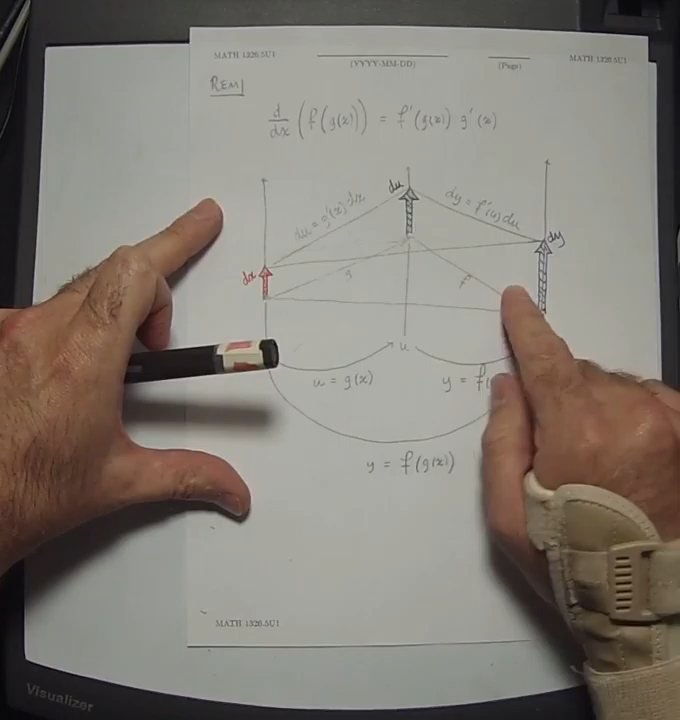 MATH 1326.SU1 [YYYY-MM-DD] [Page] MATH 1326.SU1
REM
d/dx (f(g(x))) = f'(g(x)) g'(x)
du
du = g'(x) dx
dy = f'(u) du
dx
dy
g
f
u
u = g(x)
y = f(
y = f(g(x))
MATH 1326.SU1
Visualizer